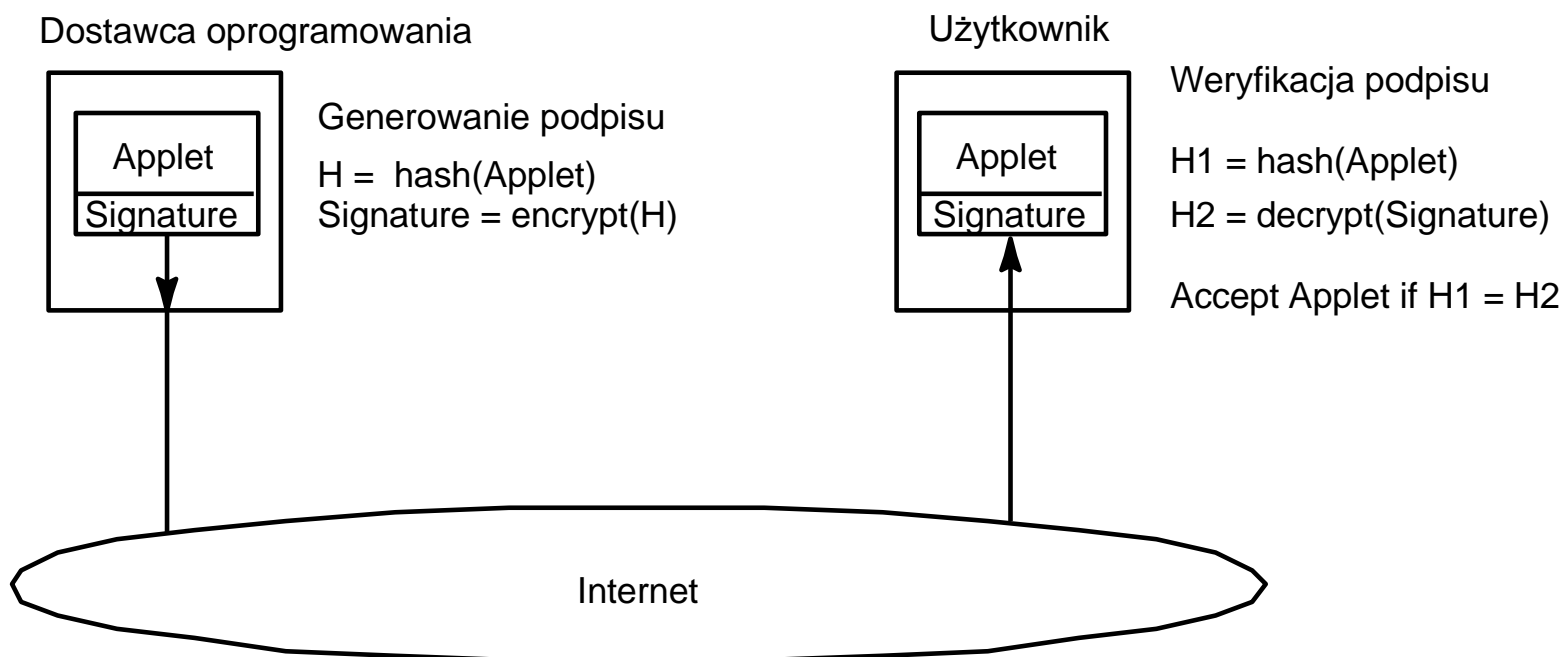 Dostawca oprogramowania
Applet
Signature
Generowanie podpisu
H = hash(Applet)
Signature = encrypt(H)
Użytkownik
Applet
Signature
Weryfikacja podpisu
H1 = hash(Applet)
H2 = decrypt(Signature)
Accept Applet if H1 = H2
Internet